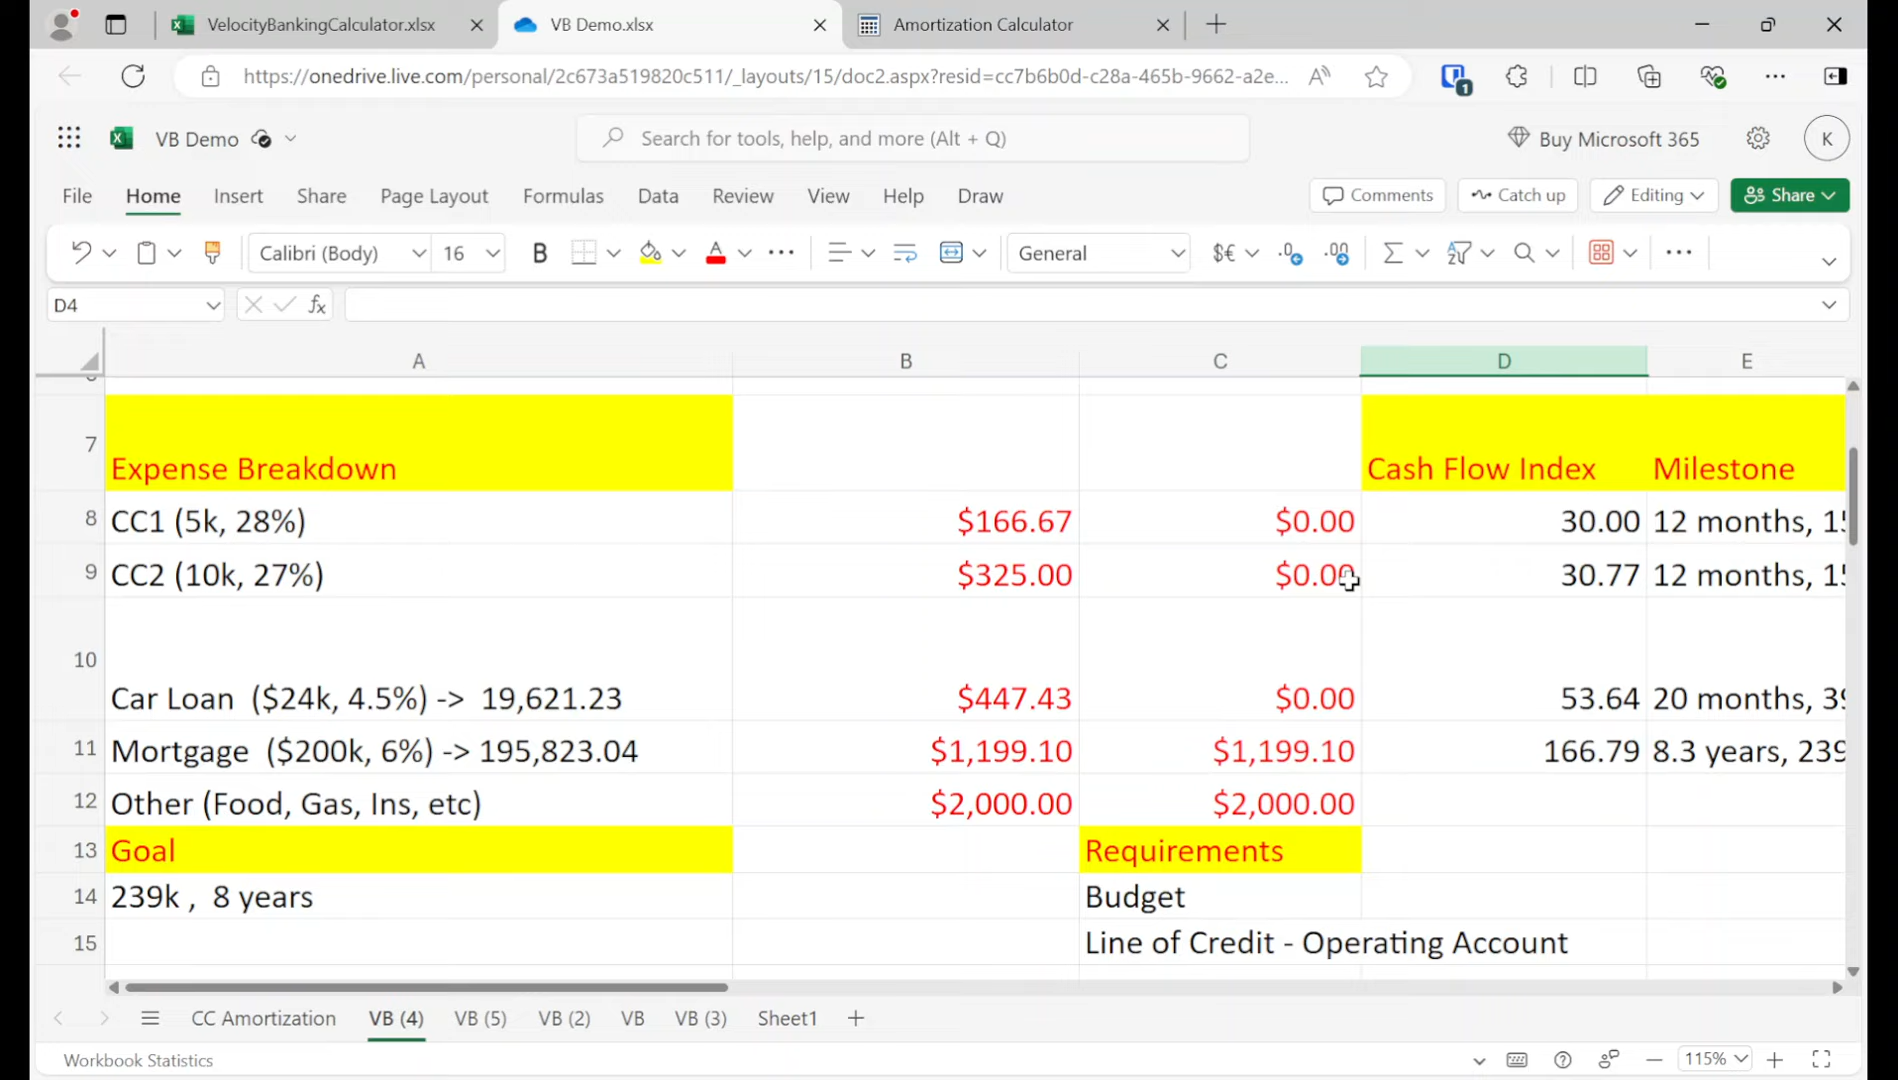 VelocityBankingCalculator.xlsx
VB Demo.xlsx
Amortization Calculator
https://onedrive.live.com/personal/2c673a519820c511/_layouts/15/doc2.aspx?resid=cc7b6b0d-c28a-465b-9662-a2e...
1
VB Demo
Search for tools, help, and more (Alt + Q)
Buy Microsoft 365
K
File Home Insert Share Page Layout Formulas Data Review View Help Draw
Comments Catch up Editing Share
Calibri (Body) 16 B A General $€ .0 .00
D4 fx
A B C D E
7 Expense Breakdown Cash Flow Index Milestone
8 CC1 (5k, 28%) $166.67 $0.00 30.00 12 months, 15
9 CC2 (10k, 27%) $325.00 $0.00 30.77 12 months, 15
10 Car Loan ($24k, 4.5%) -> 19,621.23 $447.43 $0.00 53.64 20 months, 39
11 Mortgage ($200k, 6%) -> 195,823.04 $1,199.10 $1,199.10 166.79 8.3 years, 239
12 Other (Food, Gas, Ins, etc) $2,000.00 $2,000.00
13 Goal Requirements
14 239k , 8 years Budget
15 Line of Credit - Operating Account
CC Amortization VB (4) VB (5) VB (2) VB VB (3) Sheet1
Workbook Statistics 115%